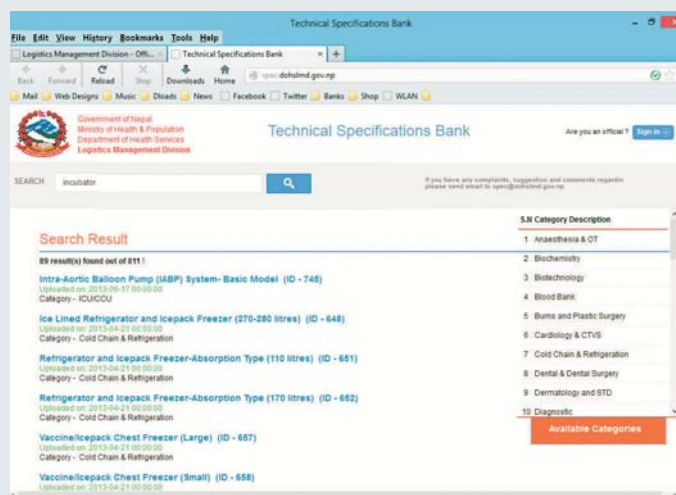 Technical Specifications Bank
File Edit View History Bookmarks Tools Help
Logistics Management Division - Offi...
Technical Specifications Bank
Back Forward Reload Stop Downloads Home
spec.dohslmd.gov.np
Mail Web Designs Music Dloads News Facebook Twitter Banks Shop WLAN
Government of Nepal
Ministry of Health & Population
Department of Health Services
Logistics Management Division
Technical Specifications Bank
Are you an official ? Sign in
SEARCH incubator
If you have any complaints, suggestion and comments regardin
please send email to spec@dohslmd.gov.np
Search Result
89 result(s) found out of 811 !
Intra-Aortic Balloon Pump (IABP) System- Basic Model (ID - 745)
Uploaded on: 2013-06-17 00:00:00
Category - ICU/CCU
Ice Lined Refrigerator and Icepack Freezer (270-280 litres) (ID - 648)
Uploaded on: 2013-04-21 00:00:00
Category - Cold Chain & Refrigeration
Refrigerator and Icepack Freezer-Absorption Type (110 litres) (ID - 651)
Uploaded on: 2013-04-21 00:00:00
Category - Cold Chain & Refrigeration
Refrigerator and Icepack Freezer-Absorption Type (170 litres) (ID - 652)
Uploaded on: 2013-04-21 00:00:00
Category - Cold Chain & Refrigeration
Vaccine/Icepack Chest Freezer (Large) (ID - 657)
Uploaded on: 2013-04-21 00:00:00
Category - Cold Chain & Refrigeration
Vaccine/Icepack Chest Freezer (Small) (ID - 658)
Uploaded on: 2013-04-21 00:00:00
S.N Category Description
1 Anaesthesia & OT
2 Biochemistry
3 Biotechnology
4 Blood Bank
5 Burns and Plastic Surgery
6 Cardiology & CTVS
7 Cold Chain & Refrigeration
8 Dental & Dental Surgery
9 Dermatology and STD
10 Diagnostic
Available Categories